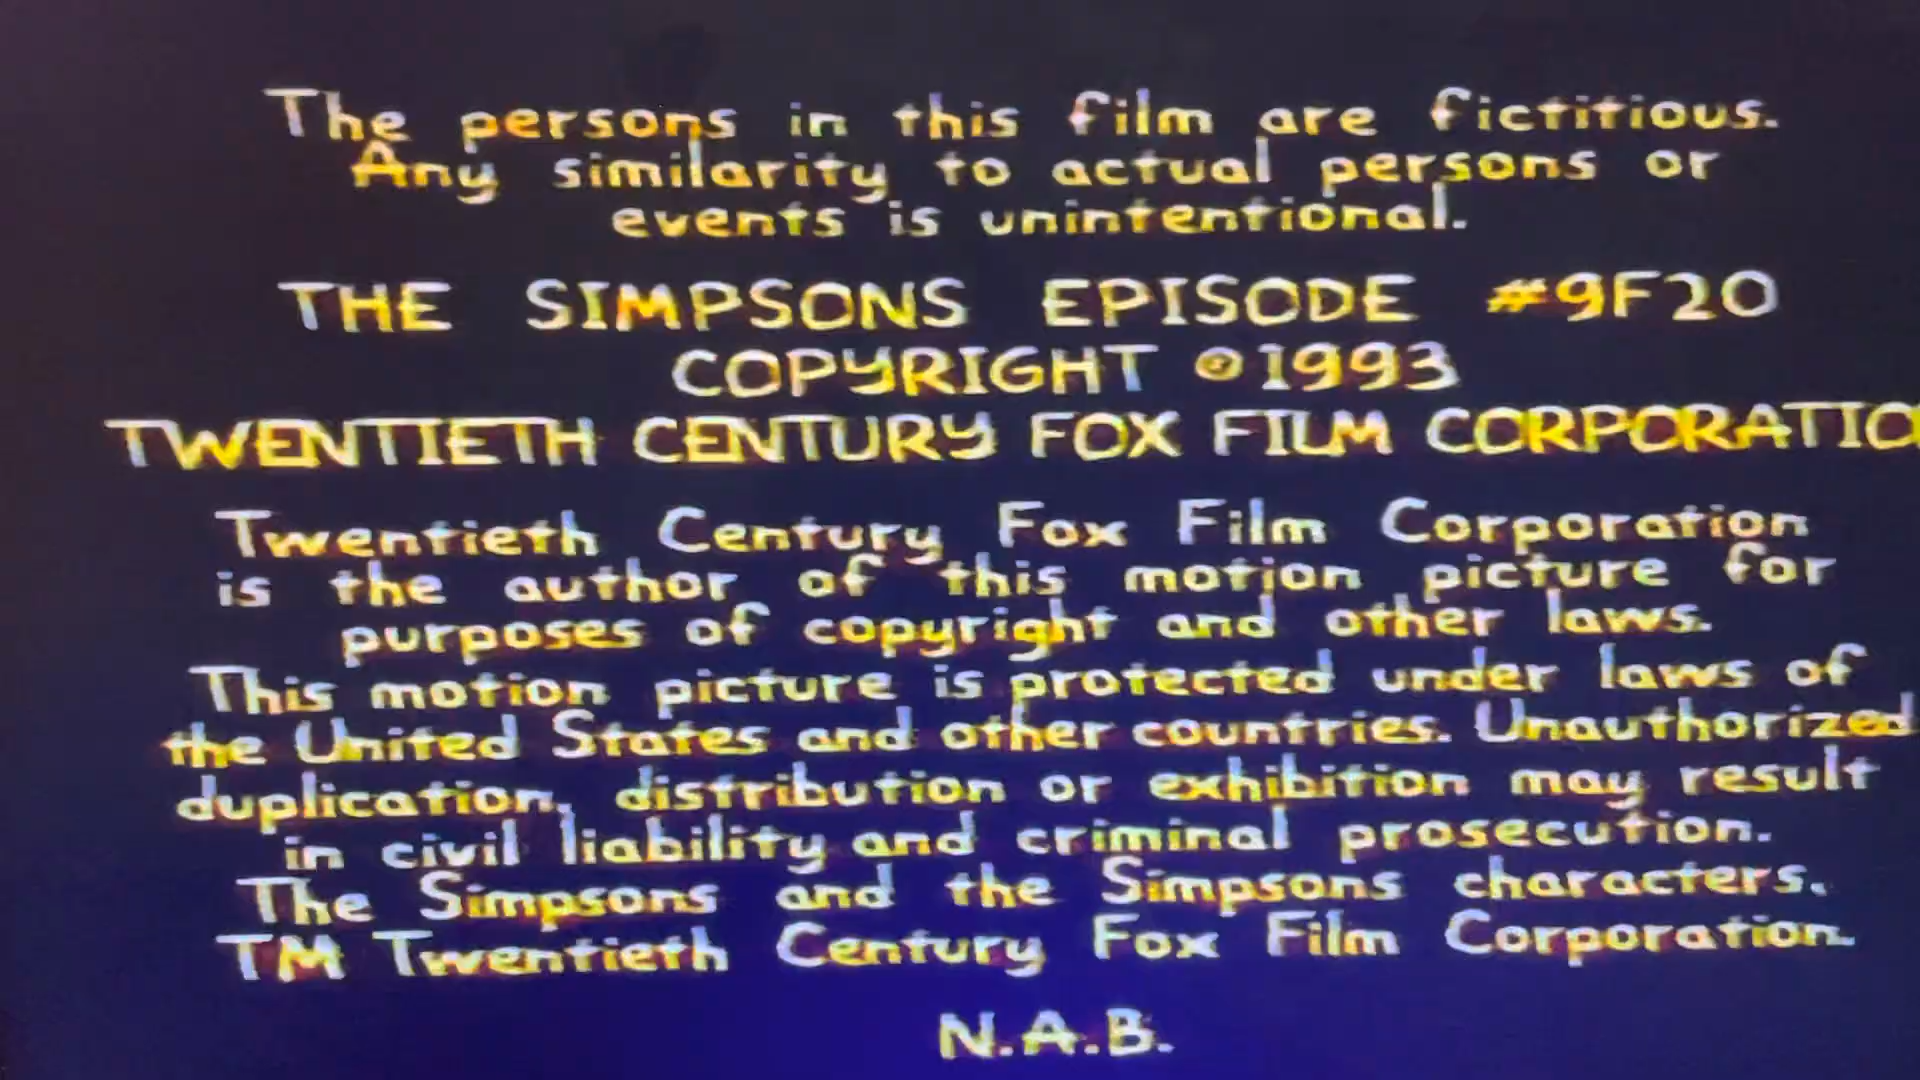 The persons in this film are fictitious.
Any similarity to actual persons or
events is unintentional.
THE SIMPSONS EPISODE #9F20
COPYRIGHT ©1993
TWENTIETH CENTURY FOX FILM CORPORATIO
Twentieth Century Fox Film Corporation
is the author of this motion picture for
purposes of copyright and other laws.
This motion picture is protected under laws of
the United States and other countries. Unauthorized
duplication, distribution or exhibition may result
in civil liability and criminal prosecution.
The Simpsons and the Simpsons characters.
TM Twentieth Century Fox Film Corporation.
N.A.B.